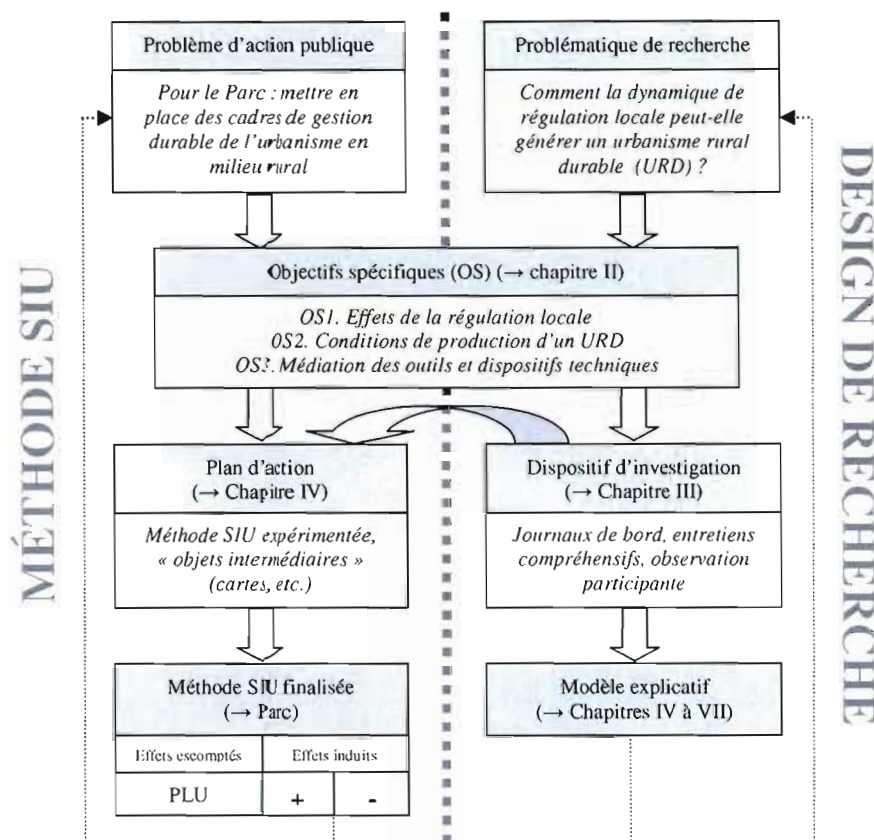 MÉTHODE SIU
Problème d'action publique
Pour le Parc : mettre en
place des cadres de gestion
durable de l'urbanisme en
milieu rural
Problématique de recherche
Comment la dynamique de
régulation locale peut-elle
générer un urbanisme rural
durable (URD) ?
Objectifs spécifiques (OS) (→ chapitre II)
OS1. Effets de la régulation locale
OS2. Conditions de production d'un URD
OS3. Médiation des outils et dispositifs techniques
Plan d'action
(→ Chapitre IV)
Méthode SIU expérimentée,
« objets intermédiaires »
(cartes, etc.)
Dispositif d'investigation
(→ Chapitre III)
Journaux de bord, entretiens
compréhensifs, observation
participante
Méthode SIU finalisée
(→ Parc)
Effets escomptés
Effets induits
PLU
+
-
Modèle explicatif
(→ Chapitres IV à VII)
DESIGN DE RECHERCHE